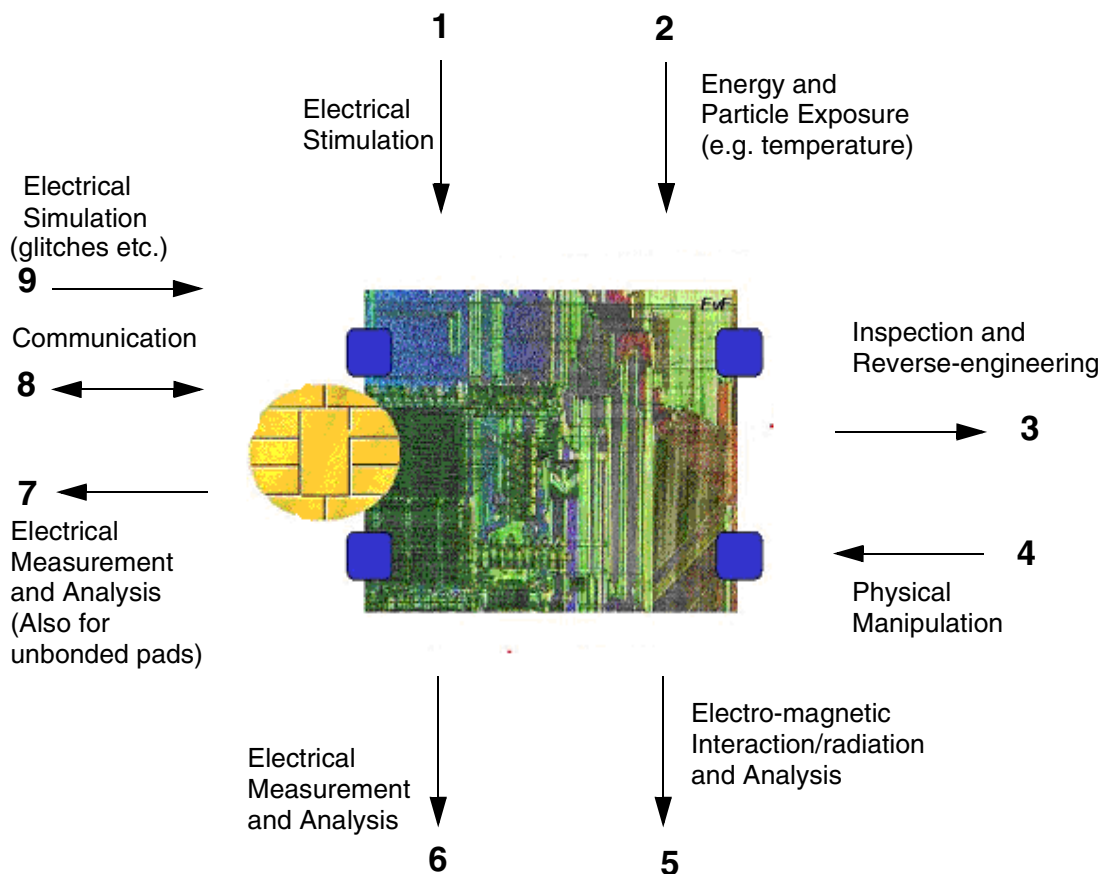 1
2
Electrical
Stimulation
Energy and
Particle Exposure
(e.g. temperature)
Electrical
Simulation
(glitches etc.)
9
Communication
8
7
Electrical
Measurement
and Analysis
(Also for
unbonded pads)
FvF
Inspection and
Reverse-engineering
3
4
Physical
Manipulation
Electrical
Measurement
and Analysis
6
Electro-magnetic
Interaction/radiation
and Analysis
5